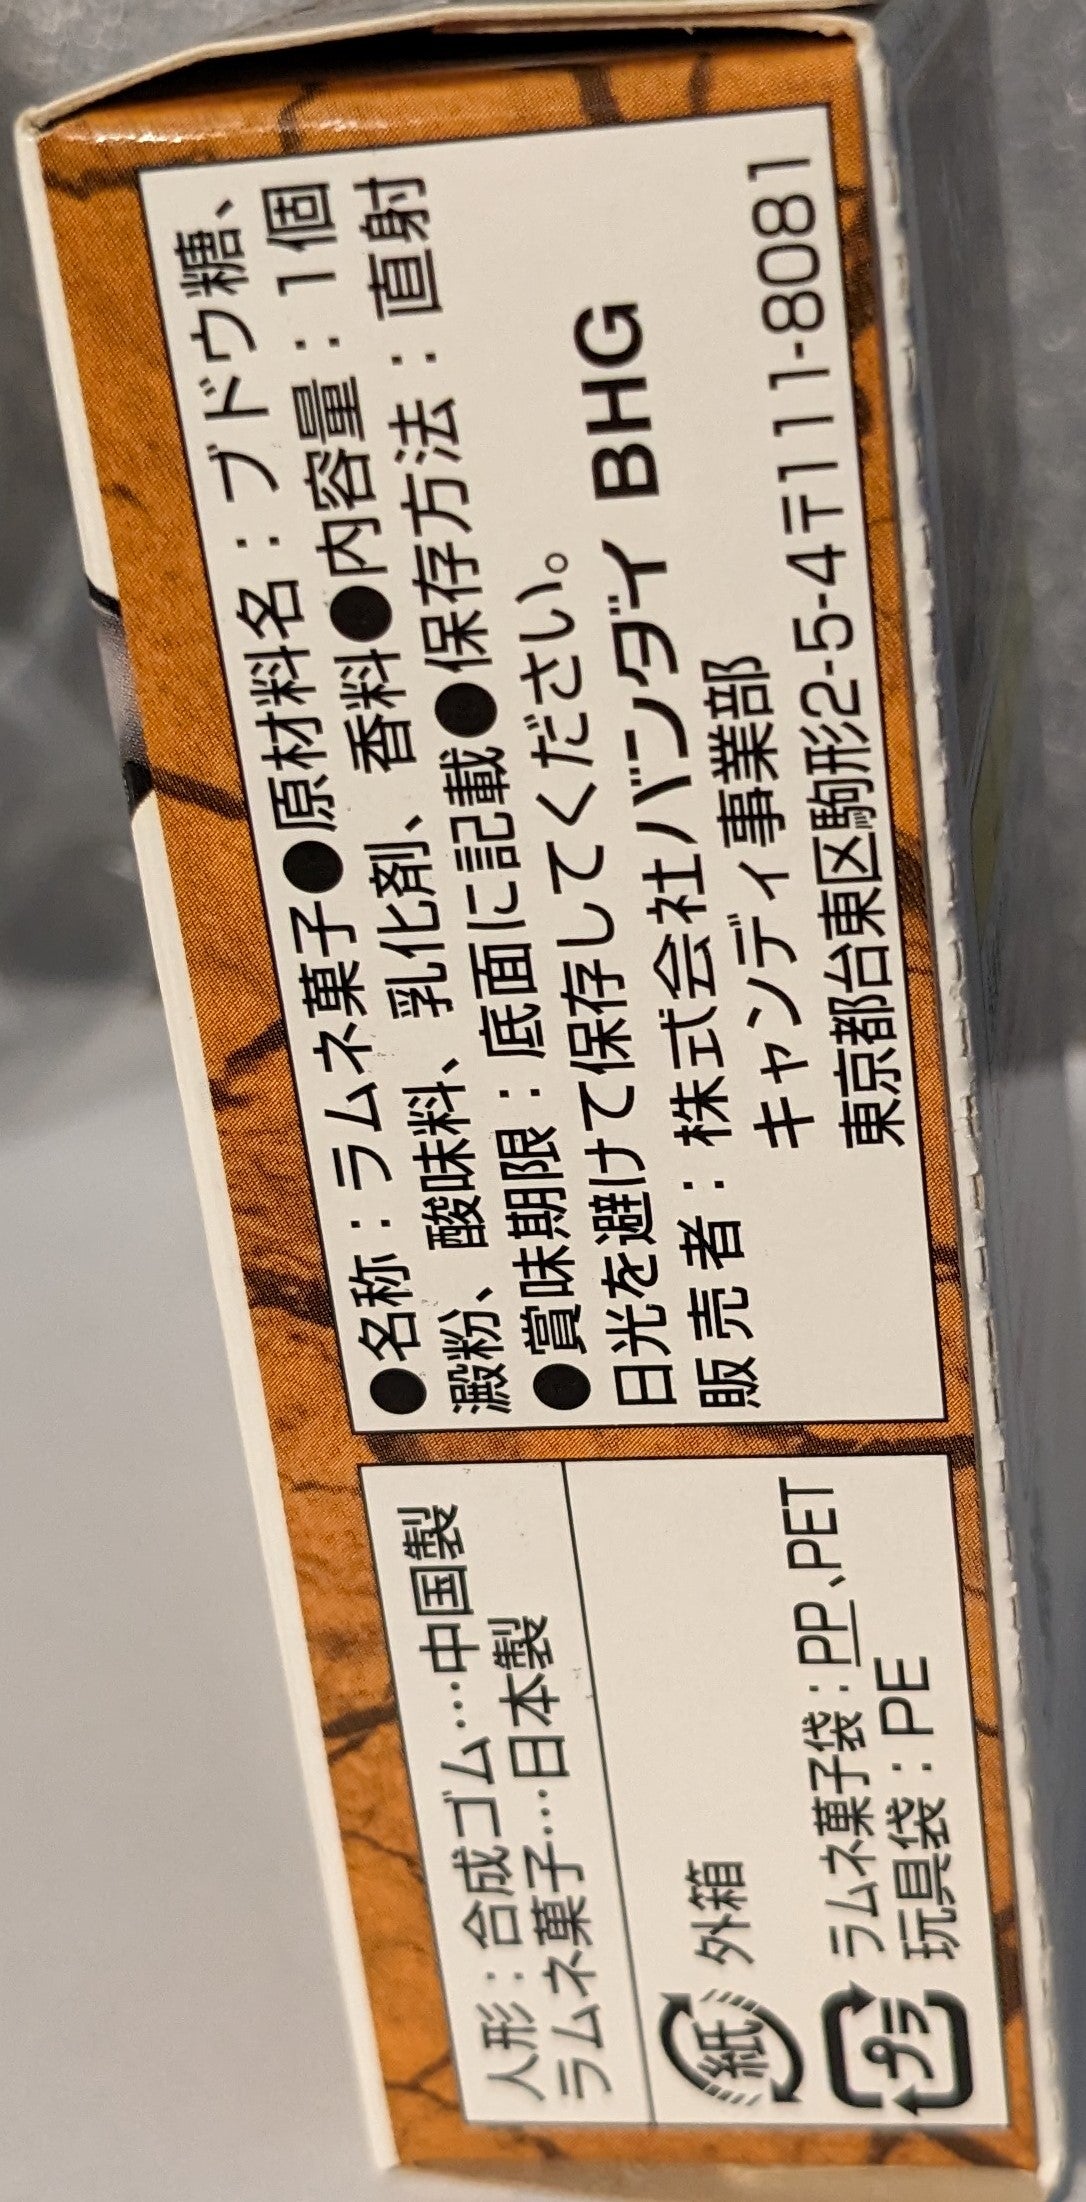 ●名称：ラムネ菓子●原材料名：ブドウ糖、
澱粉、酸味料、乳化剤、香料●内容量：1個
●賞味期限：底面に記載●保存方法：直射
日光を避けて保存してください。
販売者：株式会社バンダイ BHG
キャンディ事業部
東京都台東区駒形2-5-4〒111-8081
人形：合成ゴム…中国製
ラムネ菓子…日本製
紙 外箱
プラ ラムネ菓子袋：PP、PET
玩具袋：PE